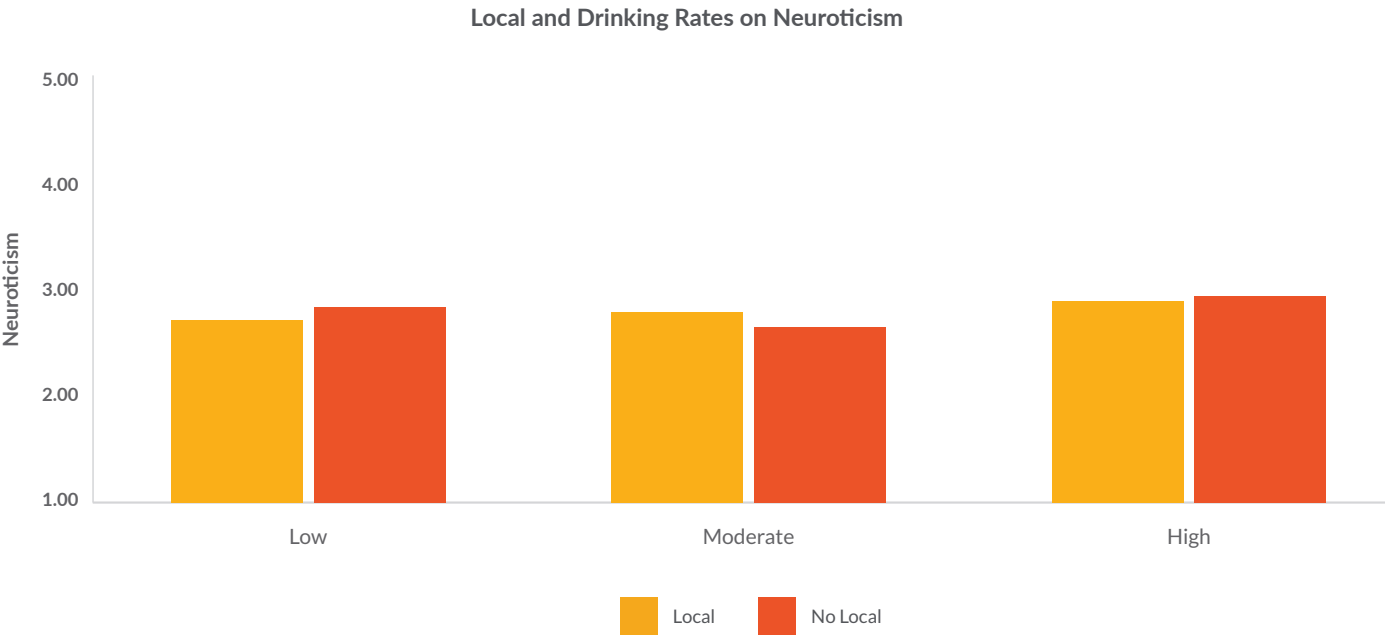 Local and Drinking Rates on Neuroticism
5.00
4.00
3.00
2.00
1.00
Neuroticism
Low Moderate High
Local No Local